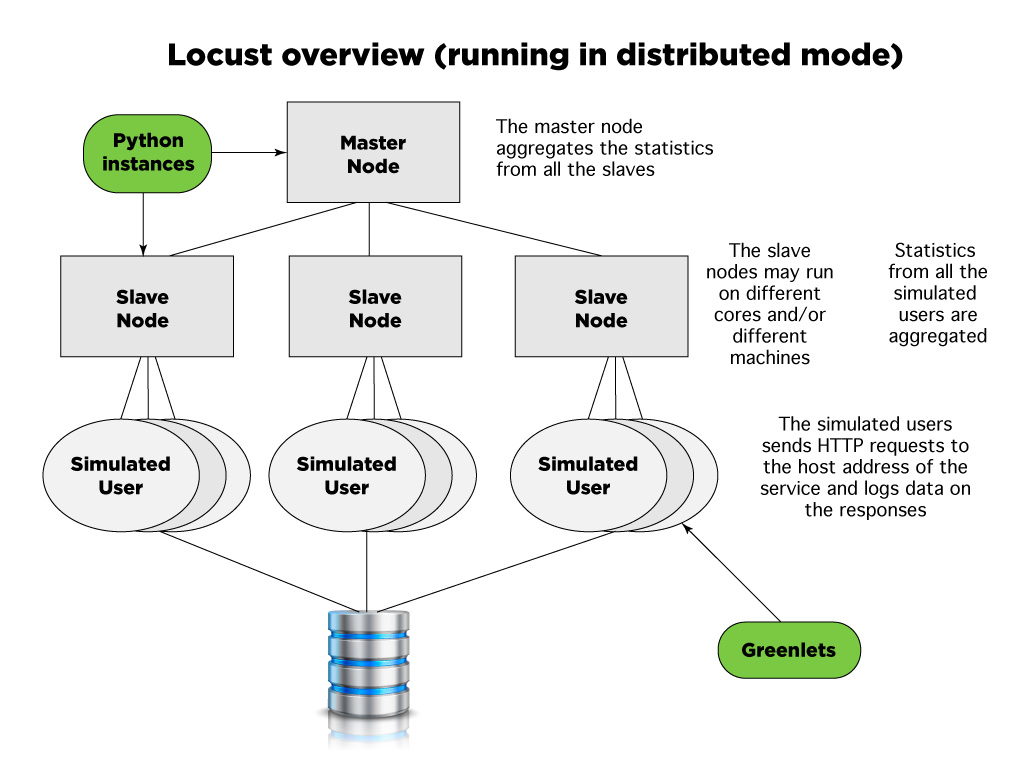 Locust overview (running in distributed mode)
Python
instances
Master
Node
The master node
aggregates the statistics
from all the slaves
Slave
Node
Slave
Node
Slave
Node
The slave
nodes may run
on different
cores and/or
different
machines
Statistics
from all the
simulated
users are
aggregated
Simulated
User
Simulated
User
Simulated
User
The simulated users
sends HTTP requests to
the host address of the
service and logs data on
the responses
Greenlets